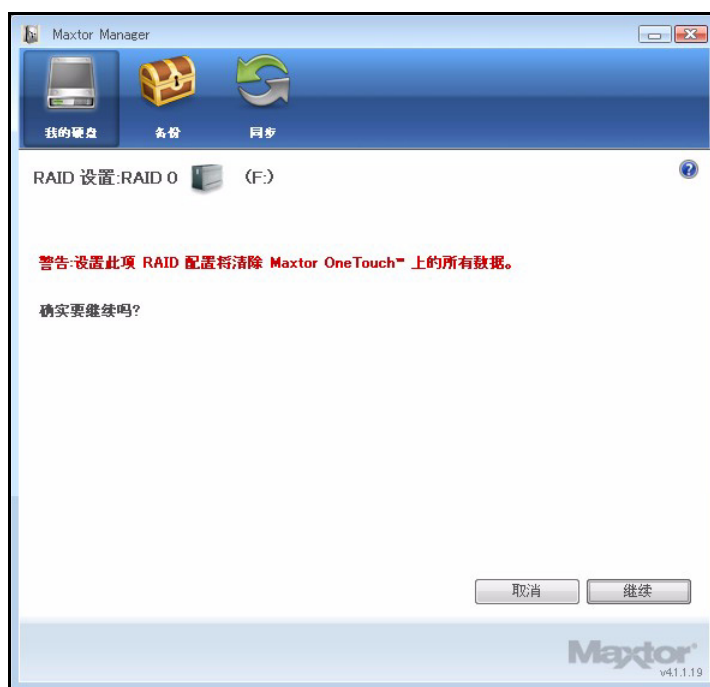 Maxtor Manager
我的硬盘 备份 同步
RAID 设置:RAID 0 (F:)
警告:设置此项 RAID 配置将清除 Maxtor OneTouch™ 上的所有数据。
确实要继续吗?
取消 继续
Maxtor®
v4.1.1.19